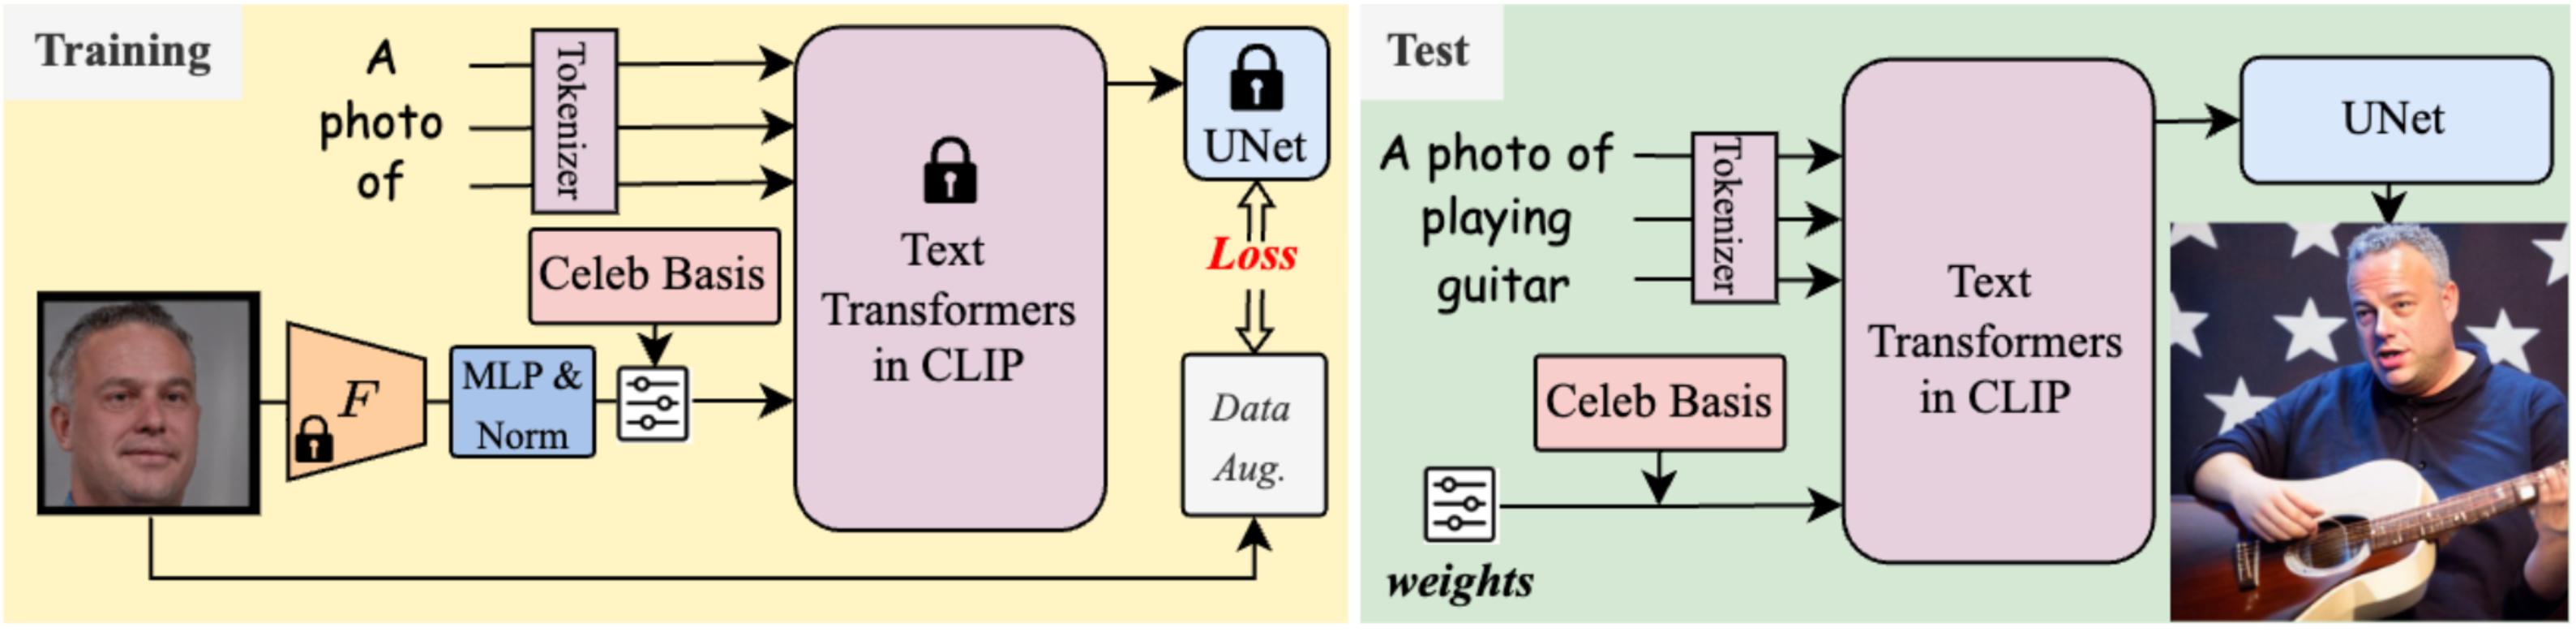 Training
A
photo
of
Tokenizer
Celeb Basis
F
MLP &
Norm
Text
Transformers
in CLIP
UNet
Loss
Data
Aug.
Test
A photo of
playing
guitar
Tokenizer
Celeb Basis
weights
Text
Transformers
in CLIP
UNet